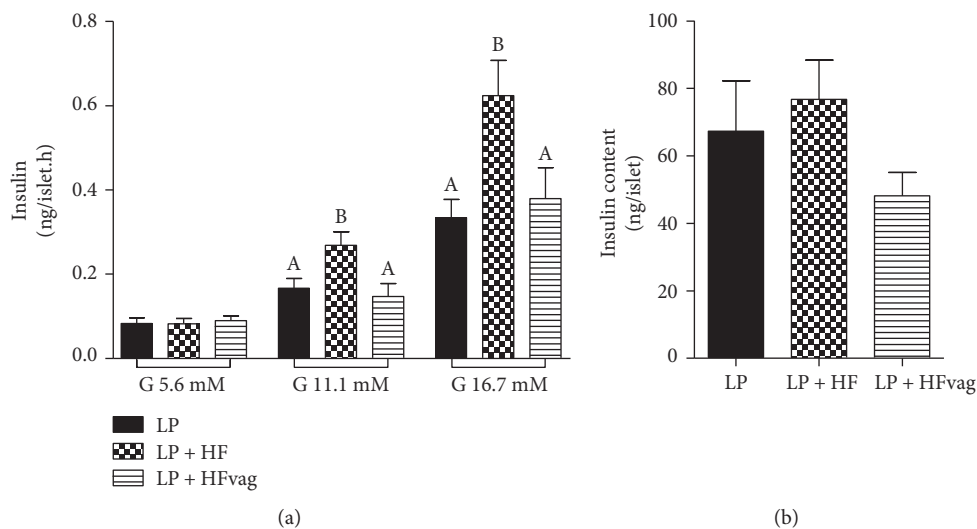 0.8
0.6
0.4
0.2
0.0
Insulin
(ng/islet.h)
A
B
A
A
B
A
G 5.6 mM
G 11.1 mM
G 16.7 mM
LP
LP + HF
LP + HFvag
(a)
100
80
60
40
20
0
Insulin content
(ng/islet)
LP
LP + HF
LP + HFvag
(b)